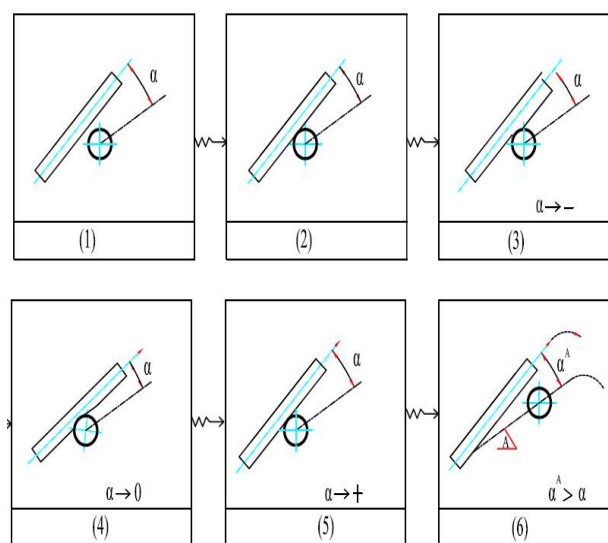 α
α
α
α → −
(1)
(2)
(3)
α
α
α^A
A
α → 0
α → +
α^A > α
(4)
(5)
(6)